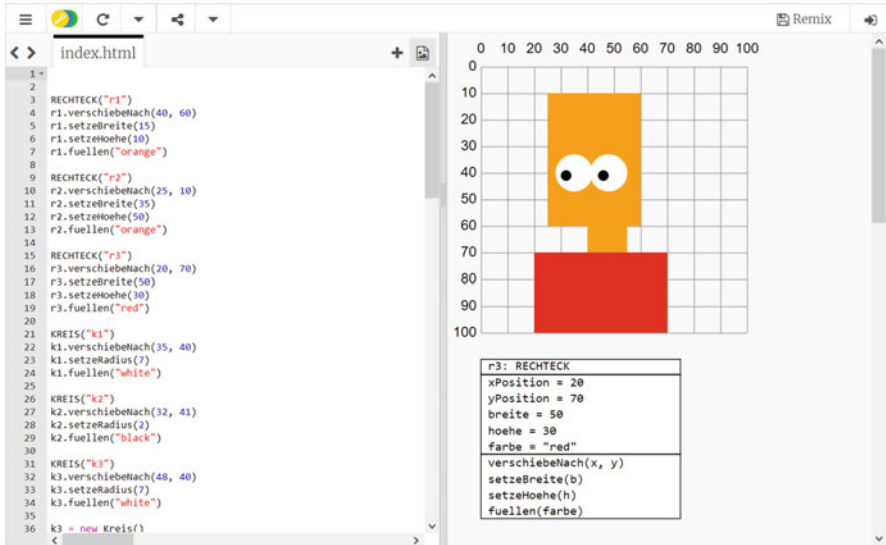 Remix
index.html
1
2
3 RECHTECK("r1")
4 r1.verschiebeNach(40, 60)
5 r1.setzeBreite(15)
6 r1.setzeHoehe(10)
7 r1.fuellen("orange")
8
9 RECHTECK("r2")
10 r2.verschiebeNach(25, 10)
11 r2.setzeBreite(35)
12 r2.setzeHoehe(50)
13 r2.fuellen("orange")
14
15 RECHTECK("r3")
16 r3.verschiebeNach(20, 70)
17 r3.setzeBreite(50)
18 r3.setzeHoehe(30)
19 r3.fuellen("red")
20
21 KREIS("k1")
22 k1.verschiebeNach(35, 40)
23 k1.setzeRadius(7)
24 k1.fuellen("white")
25
26 KREIS("k2")
27 k2.verschiebeNach(32, 41)
28 k2.setzeRadius(2)
29 k2.fuellen("black")
30
31 KREIS("k3")
32 k3.verschiebeNach(48, 40)
33 k3.setzeRadius(7)
34 k3.fuellen("white")
35
36 k3 = new Kreis()
0 10 20 30 40 50 60 70 80 90 100
0
10
20
30
40
50
60
70
80
90
100
r3: RECHTECK
xPosition = 20
yPosition = 70
breite = 50
hoehe = 30
farbe = "red"
verschiebeNach(x, y)
setzeBreite(b)
setzeHoehe(h)
fuellen(farbe)